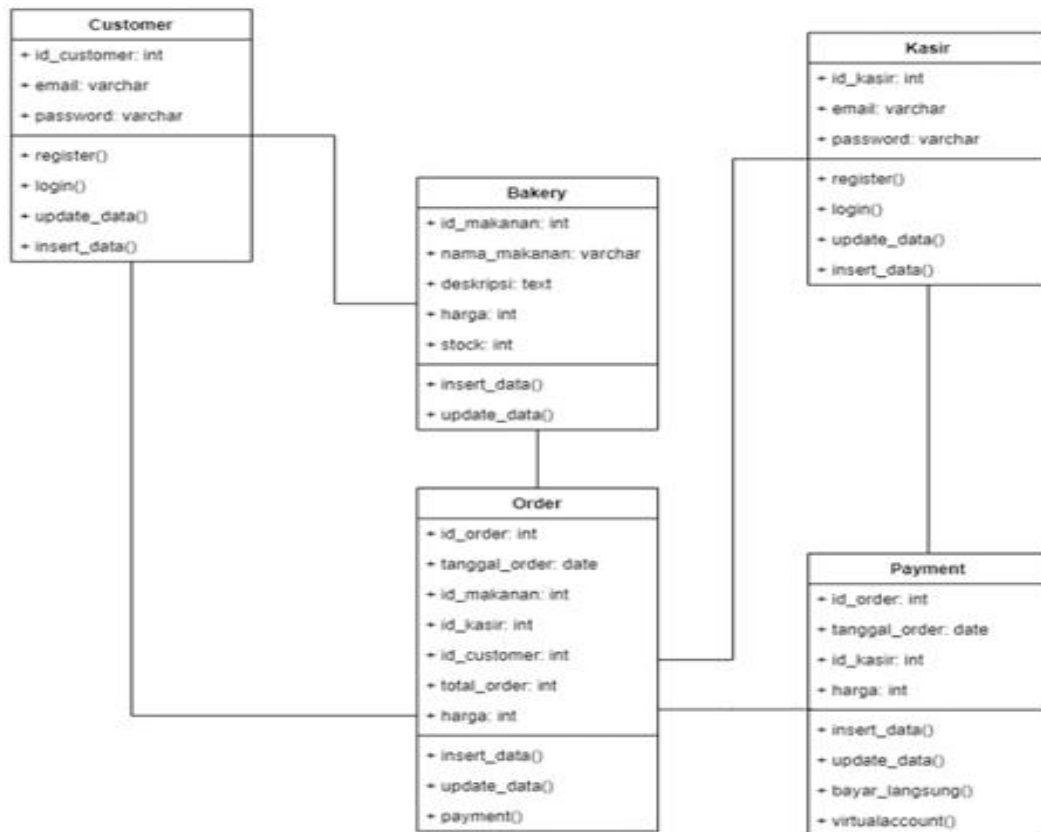 Customer
+ id_customer: int
+ email: varchar
+ password: varchar
+ register()
+ login()
+ update_data()
+ insert_data()
Kasir
+ id_kasir: int
+ email: varchar
+ password: varchar
+ register()
+ login()
+ update_data()
+ insert_data()
Bakery
+ id_makanan: int
+ nama_makanan: varchar
+ deskripsi: text
+ harga: int
+ stock: int
+ insert_data()
+ update_data()
Order
+ id_order: int
+ tanggal_order: date
+ id_makanan: int
+ id_kasir: int
+ id_customer: int
+ total_order: int
+ harga: int
+ insert_data()
+ update_data()
+ payment()
Payment
+ id_order: int
+ tanggal_order: date
+ id_kasir: int
+ harga: int
+ insert_data()
+ update_data()
+ bayar_langsung()
+ virtualaccount()